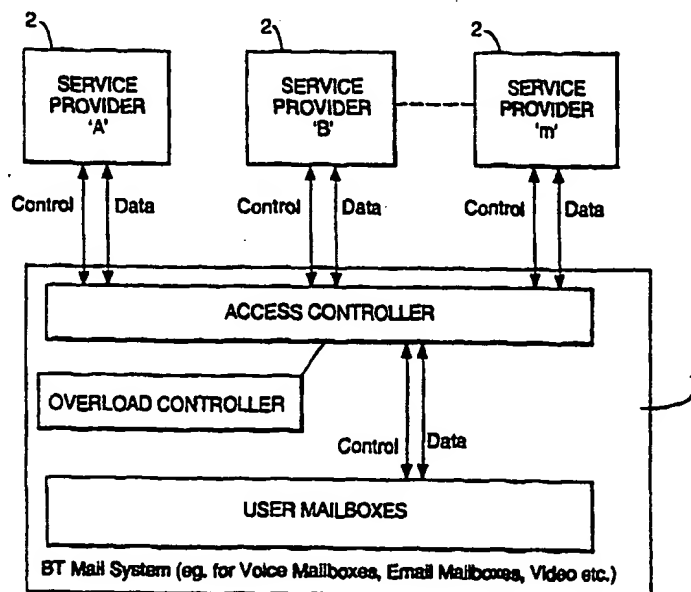 2
2
2
SERVICE
PROVIDER
'A'
SERVICE
PROVIDER
'B'
SERVICE
PROVIDER
'm'
Control
Data
Control
Data
Control
Data
ACCESS CONTROLLER
OVERLOAD CONTROLLER
Control
Data
USER MAILBOXES
BT Mail System (eg. for Voice Mailboxes, Email Mailboxes, Video etc.)